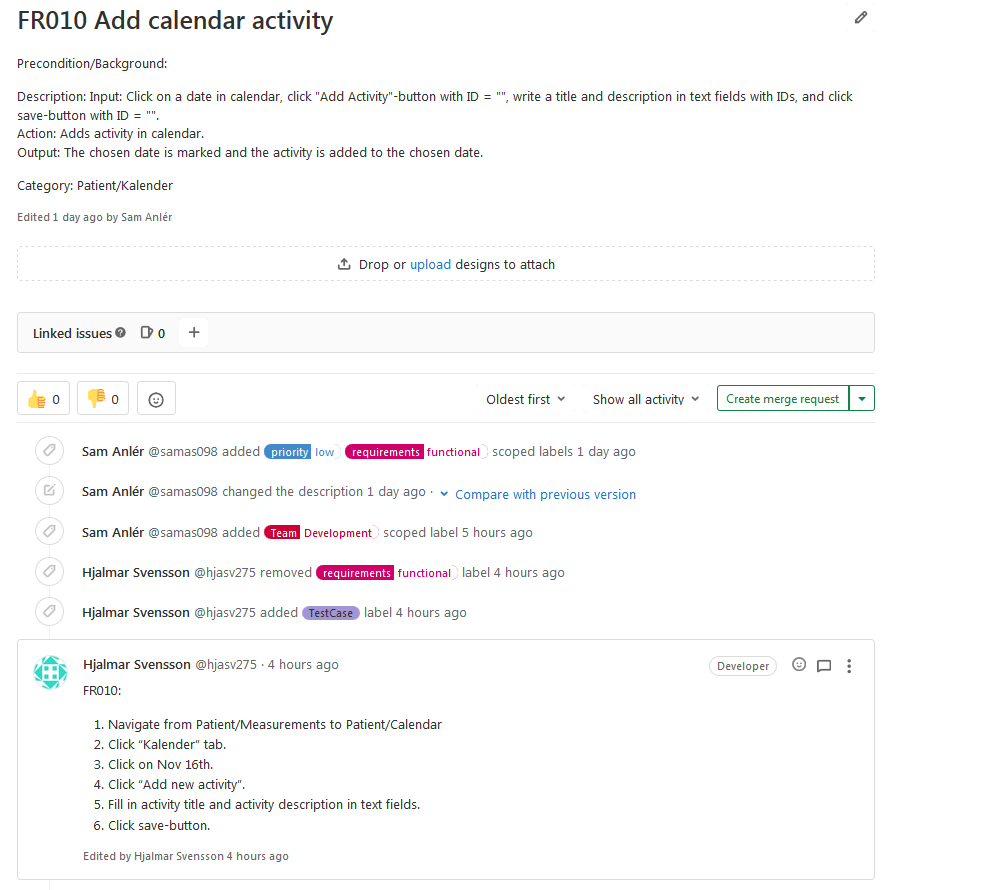 FR010 Add calendar activity
Precondition/Background:
Description: Input: Click on a date in calendar, click "Add Activity"-button with ID = "", write a title and description in text fields with IDs, and click
save-button with ID = "".
Action: Adds activity in calendar.
Output: The chosen date is marked and the activity is added to the chosen date.
Category: Patient/Kalender
Edited 1 day ago by Sam Anlér
Drop or upload designs to attach
Linked issues 0
0 0 Oldest first Show all activity Create merge request
Sam Anlér @samas098 added priority low requirements functional scoped labels 1 day ago
Sam Anlér @samas098 changed the description 1 day ago · Compare with previous version
Sam Anlér @samas098 added Team Development scoped label 5 hours ago
Hjalmar Svensson @hjasv275 removed requirements functional label 4 hours ago
Hjalmar Svensson @hjasv275 added TestCase label 4 hours ago
Hjalmar Svensson @hjasv275 · 4 hours ago Developer
FR010:
1. Navigate from Patient/Measurements to Patient/Calendar
2. Click “Kalender” tab.
3. Click on Nov 16th.
4. Click “Add new activity”.
5. Fill in activity title and activity description in text fields.
6. Click save-button.
Edited by Hjalmar Svensson 4 hours ago